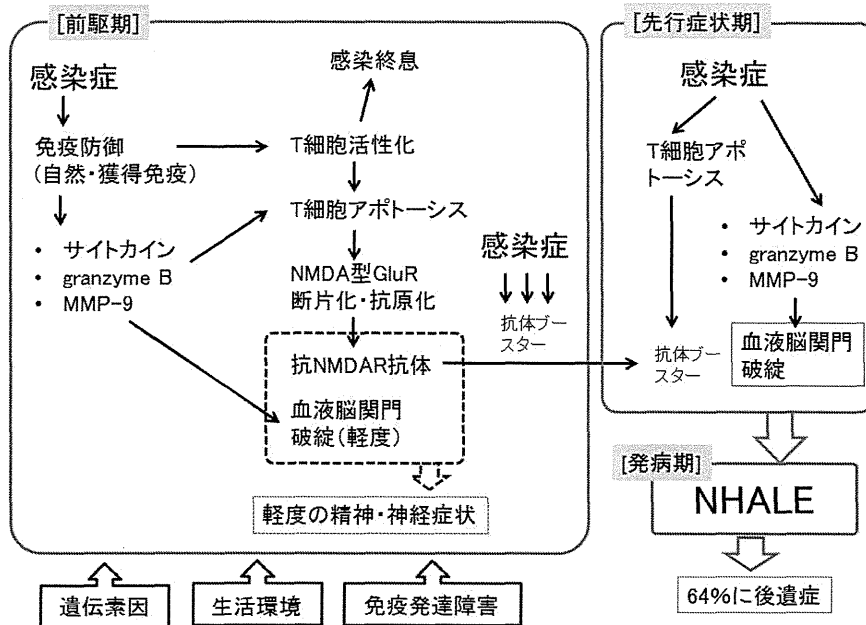 [前駆期]
感染症
免疫防御
(自然・獲得免疫)
• サイトカイン
• granzyme B
• MMP-9
感染終息
T細胞活性化
T細胞アポトーシス
NMDA型GluR
断片化・抗原化
抗NMDAR抗体
血液脳関門
破綻(軽度)
軽度の精神・神経症状
感染症
抗体ブー
スター
[先行症状期]
感染症
T細胞アポ
トーシス
• サイトカイン
• granzyme B
• MMP-9
抗体ブー
スター
血液脳関門
破綻
[発病期]
NHALE
64%に後遺症
遺伝素因
生活環境
免疫発達障害